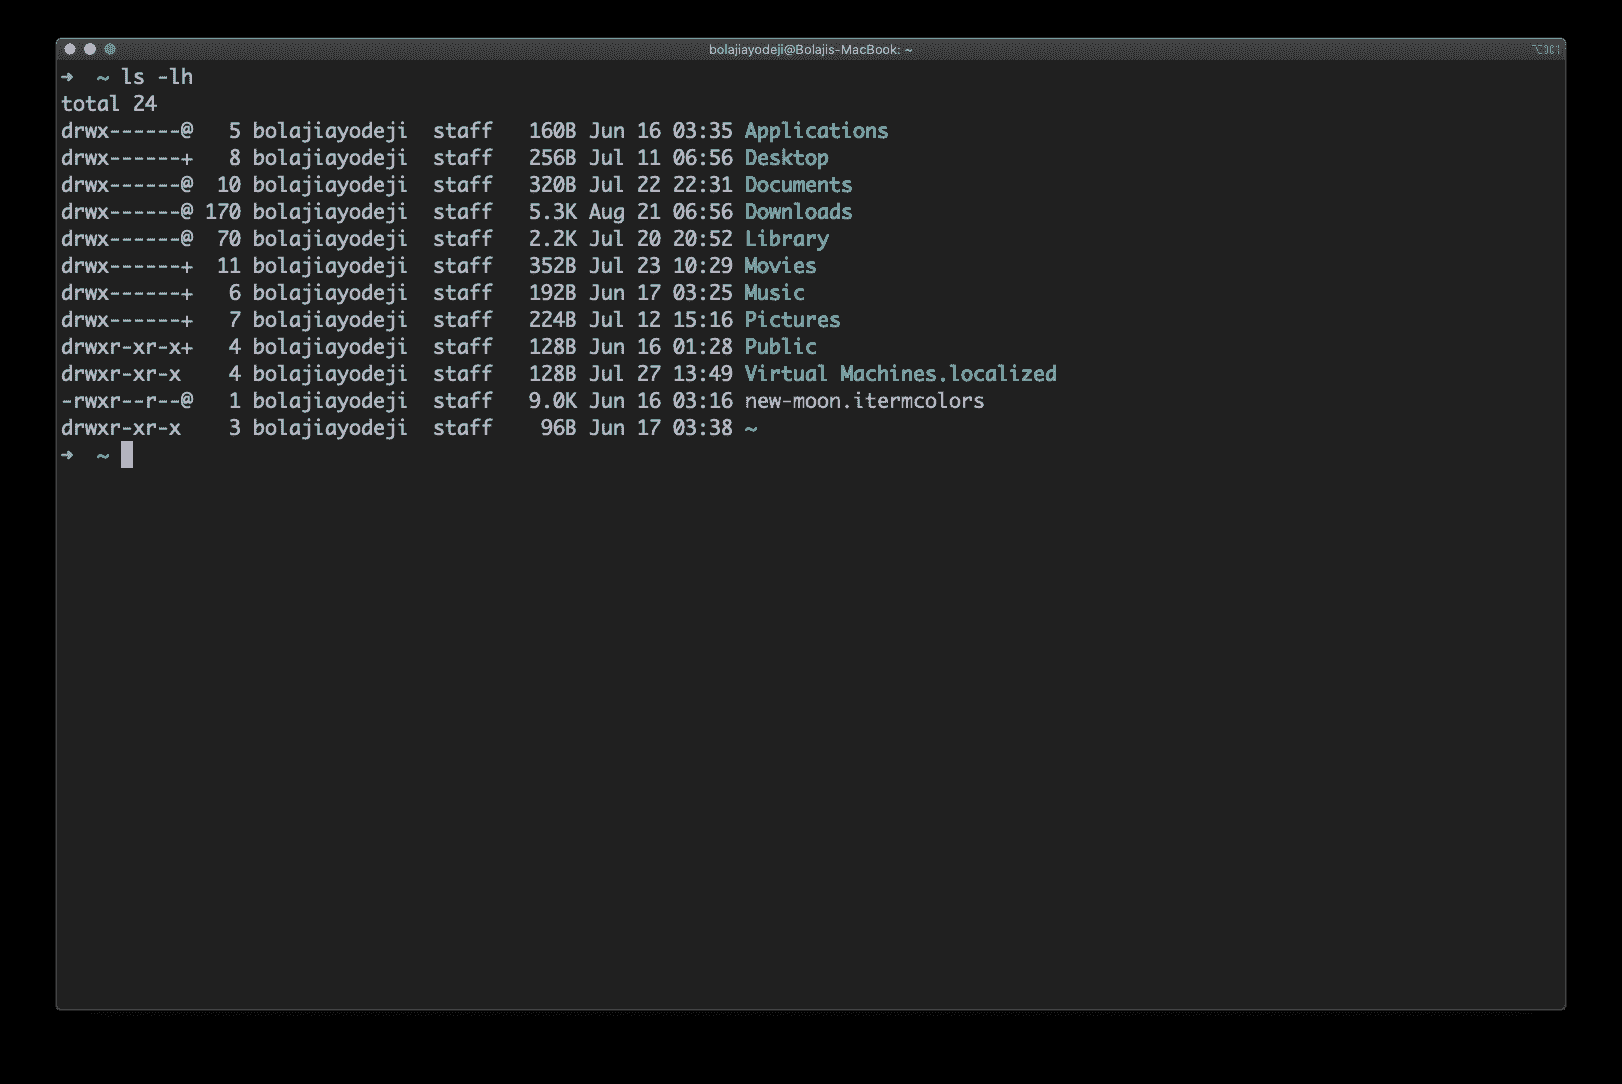 bolajiayodeji@Bolajis-MacBook: ~ ⌥⌘1
➜  ~ ls -lh
total 24
drwx------@   5 bolajiayodeji  staff   160B Jun 16 03:35 Applications
drwx------+   8 bolajiayodeji  staff   256B Jul 11 06:56 Desktop
drwx------@  10 bolajiayodeji  staff   320B Jul 22 22:31 Documents
drwx------@ 170 bolajiayodeji  staff   5.3K Aug 21 06:56 Downloads
drwx------@  70 bolajiayodeji  staff   2.2K Jul 20 20:52 Library
drwx------+  11 bolajiayodeji  staff   352B Jul 23 10:29 Movies
drwx------+   6 bolajiayodeji  staff   192B Jun 17 03:25 Music
drwx------+   7 bolajiayodeji  staff   224B Jul 12 15:16 Pictures
drwxr-xr-x+   4 bolajiayodeji  staff   128B Jun 16 01:28 Public
drwxr-xr-x    4 bolajiayodeji  staff   128B Jul 27 13:49 Virtual Machines.localized
-rwxr--r--@   1 bolajiayodeji  staff   9.0K Jun 16 03:16 new-moon.itermcolors
drwxr-xr-x    3 bolajiayodeji  staff    96B Jun 17 03:38 ~
➜  ~